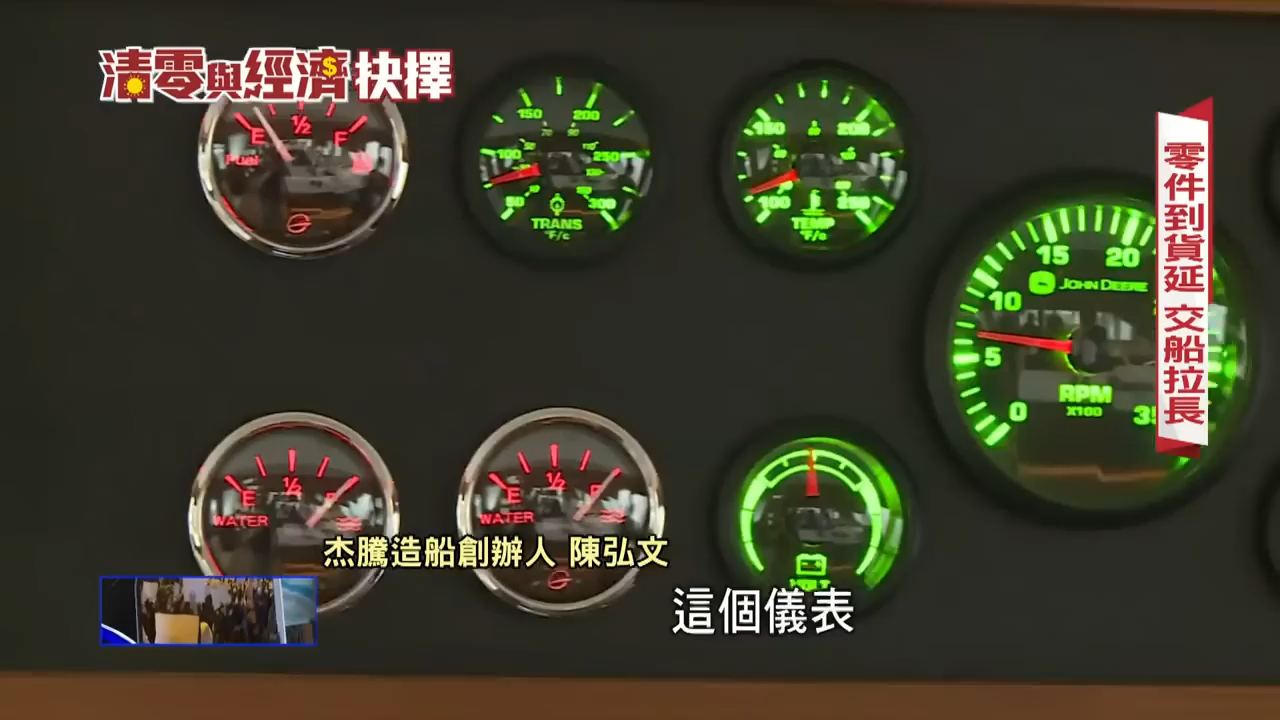 清零與經濟 抉擇
零件到貨延 交船拉長
E 1/2 F
Fuel
50 100 150 200 250 300
TRANS
°F/c
100 150 200 250
TEMP
°F/c
0 5 10 15 20
JOHN DEERE
RPM
X100
E 1/2
WATER
E 1/2
WATER
杰騰造船創辦人 陳弘文
這個儀表